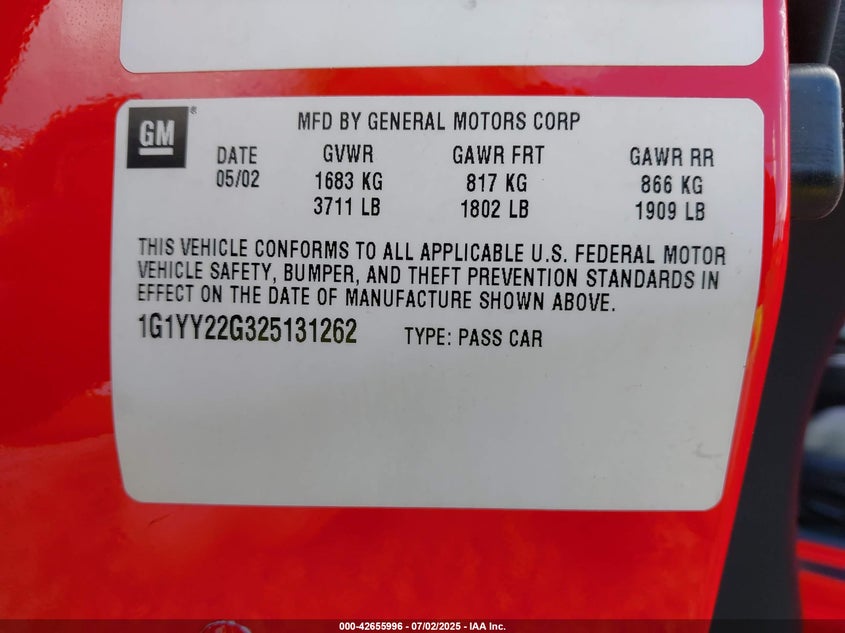 GM ®
MFD BY GENERAL MOTORS CORP
DATE GVWR GAWR FRT GAWR RR
05/02 1683 KG 817 KG 866 KG
3711 LB 1802 LB 1909 LB
THIS VEHICLE CONFORMS TO ALL APPLICABLE U.S. FEDERAL MOTOR
VEHICLE SAFETY, BUMPER, AND THEFT PREVENTION STANDARDS IN
EFFECT ON THE DATE OF MANUFACTURE SHOWN ABOVE.
1G1YY22G325131262 TYPE: PASS CAR
000-42655996 - 07/02/2025 - IAA Inc.